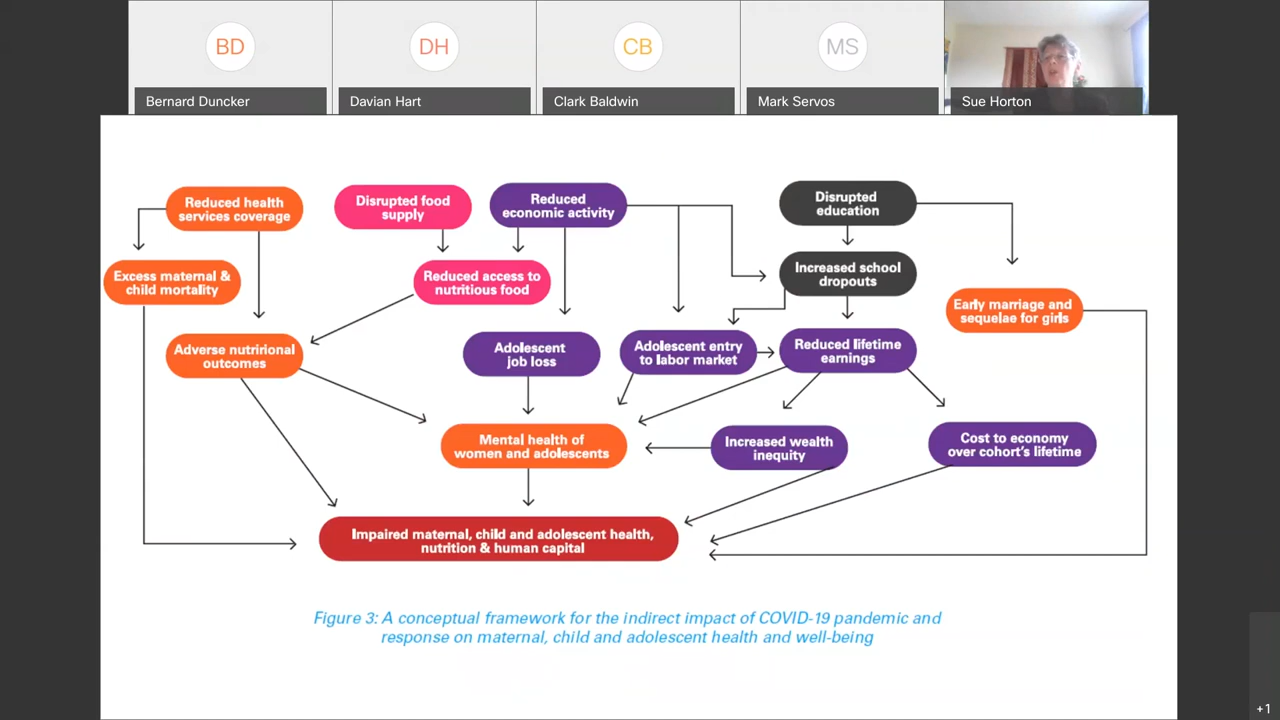 BD
DH
CB
MS
Bernard Duncker
Davian Hart
Clark Baldwin
Mark Servos
Sue Horton
Reduced health
services coverage
Disrupted food
supply
Reduced
economic activity
Disrupted
education
Excess maternal &
child mortality
Reduced access to
nutritious food
Increased school
dropouts
Early marriage and
sequelae for girls
Adverse nutrirional
outcomes
Adolescent
job loss
Adolescent entry
to labor market
Reduced lifetime
earnings
Mental health of
women and adolescents
Increased wealth
inequity
Cost to economy
over cohort's lifetime
Impaired maternal, child and adolescent health,
nutrition & human capital
Figure 3: A conceptual framework for the indirect impact of COVID-19 pandemic and
response on maternal, child and adolescent health and well-being
+1